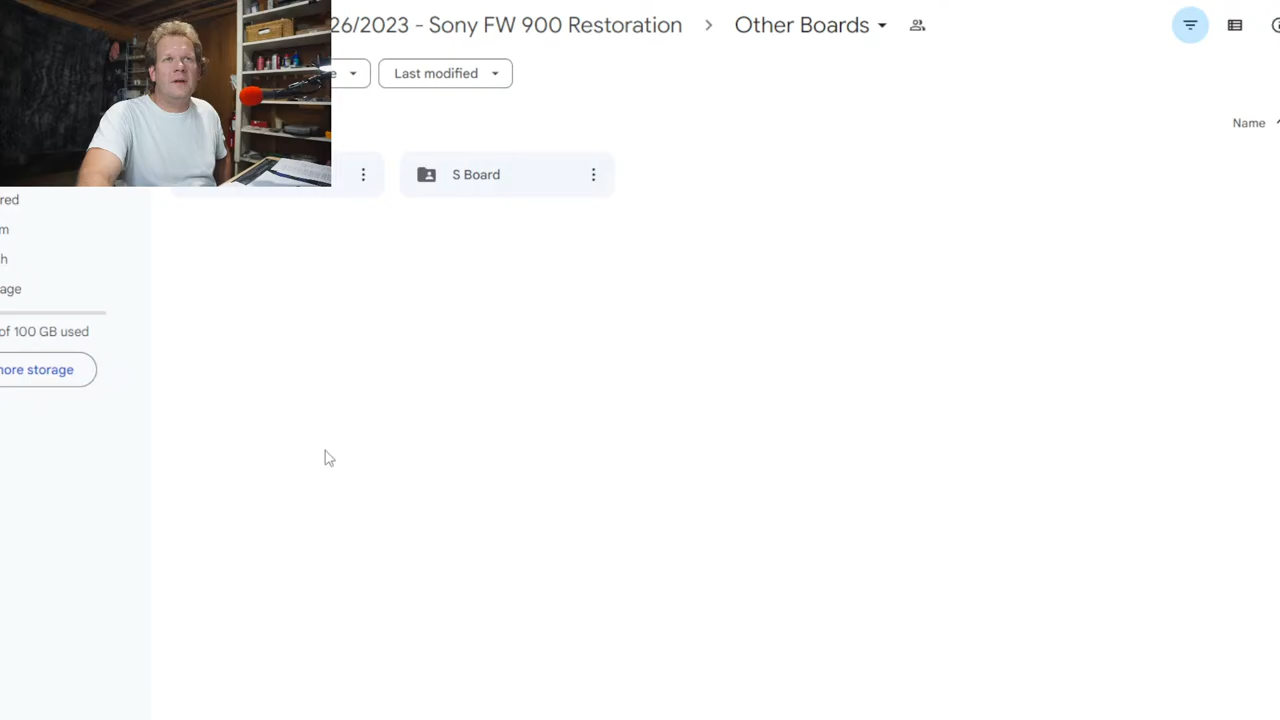 26/2023 - Sony FW 900 Restoration > Other Boards
e
Last modified
Name
S Board
red
m
h
age
of 100 GB used
more storage